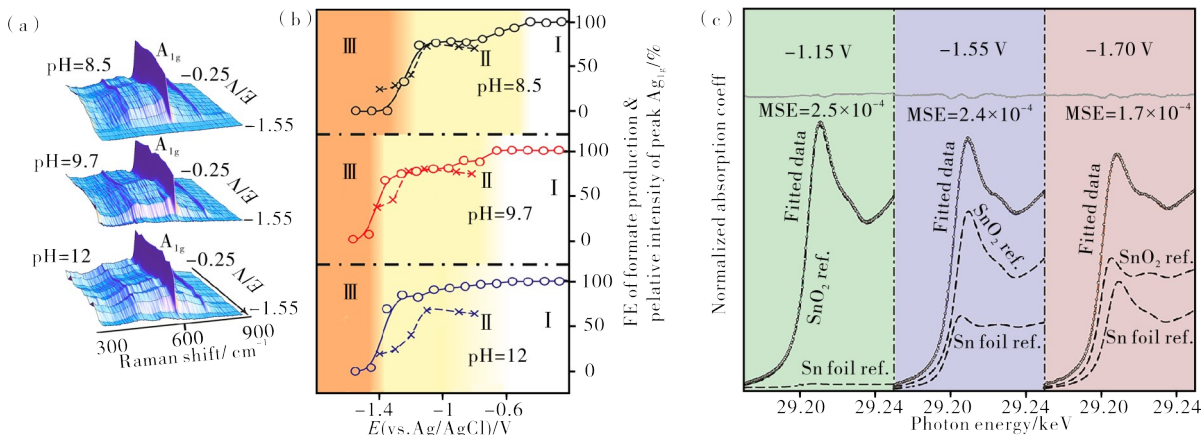 (a)
pH=8.5
A1g
−0.25
E/V
−1.55
pH=9.7
A1g
−0.25
E/V
−1.55
pH=12
A1g
−0.25
E/V
−1.55
300
600
900
Raman shift/ cm−1
(b)
Ⅲ
Ⅱ
Ⅰ
pH=8.5
100
50
0
Ⅲ
Ⅱ
Ⅰ
pH=9.7
100
50
0
Ⅲ
Ⅱ
Ⅰ
pH=12
100
50
0
−1.4
−1
−0.6
E(vs.Ag/AgCl)/V
FE of formate production &
pelative intensity of peak Ag1g/%
(c)
Normalized absorption coeff
−1.15 V
−1.55 V
−1.70 V
MSE=2.5×10−4
MSE=2.4×10−4
MSE=1.7×10−4
Fitted data
SnO2 ref.
Sn foil ref.
Fitted data
SnO2 ref.
Sn foil ref.
Fitted data
SnO2 ref.
Sn foil ref.
29.20
29.24
29.20
29.24
29.20
29.24
Photon energy/keV